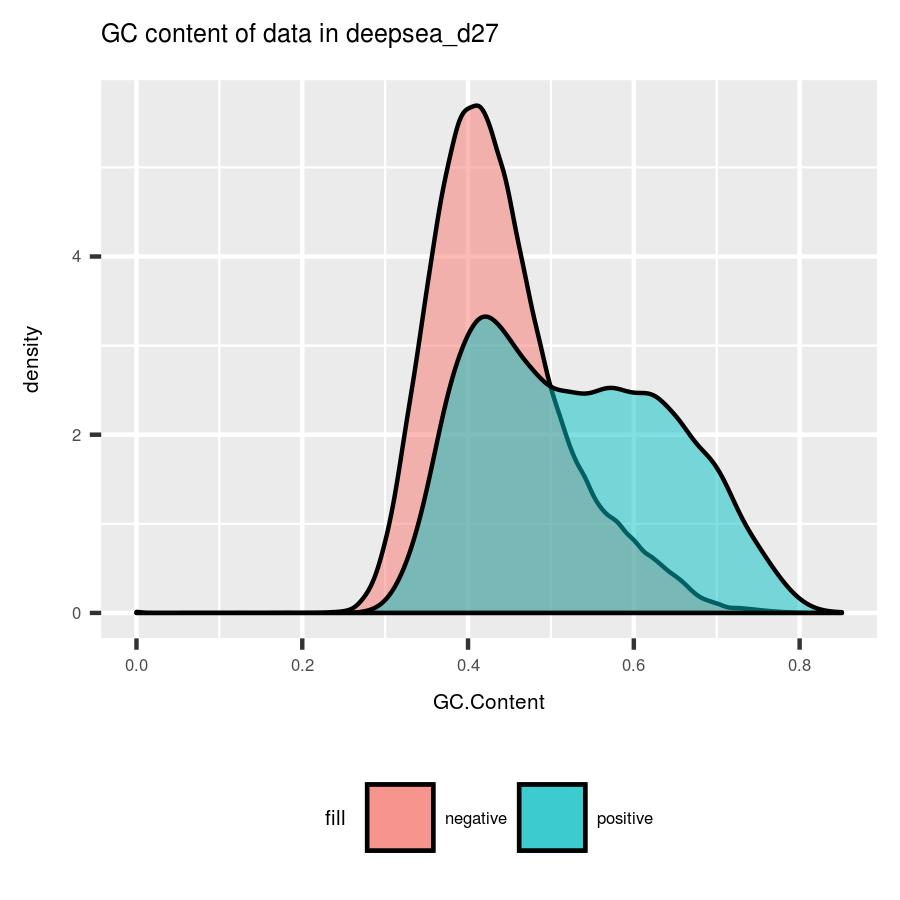 GC content of data in deepsea_d27
density
4
2
0
0.0 0.2 0.4 0.6 0.8
GC.Content
fill negative positive